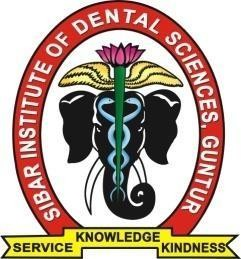 SIBAR INSTITUTE OF DENTAL SCIENCES, GUNTUR
KNOWLEDGE
SERVICE KINDNESS